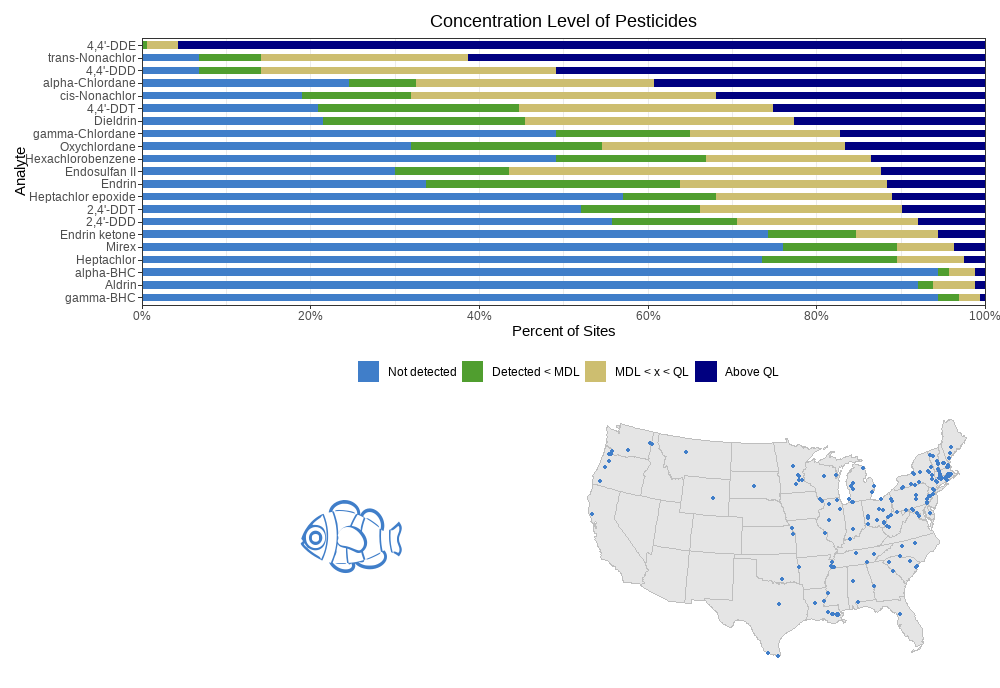 Concentration Level of Pesticides
Analyte
4,4'-DDE
trans-Nonachlor
4,4'-DDD
alpha-Chlordane
cis-Nonachlor
4,4'-DDT
Dieldrin
gamma-Chlordane
Oxychlordane
Hexachlorobenzene
Endosulfan II
Endrin
Heptachlor epoxide
2,4'-DDT
2,4'-DDD
Endrin ketone
Mirex
Heptachlor
alpha-BHC
Aldrin
gamma-BHC
0% 20% 40% 60% 80% 100%
Percent of Sites
Not detected Detected < MDL MDL < x < QL Above QL